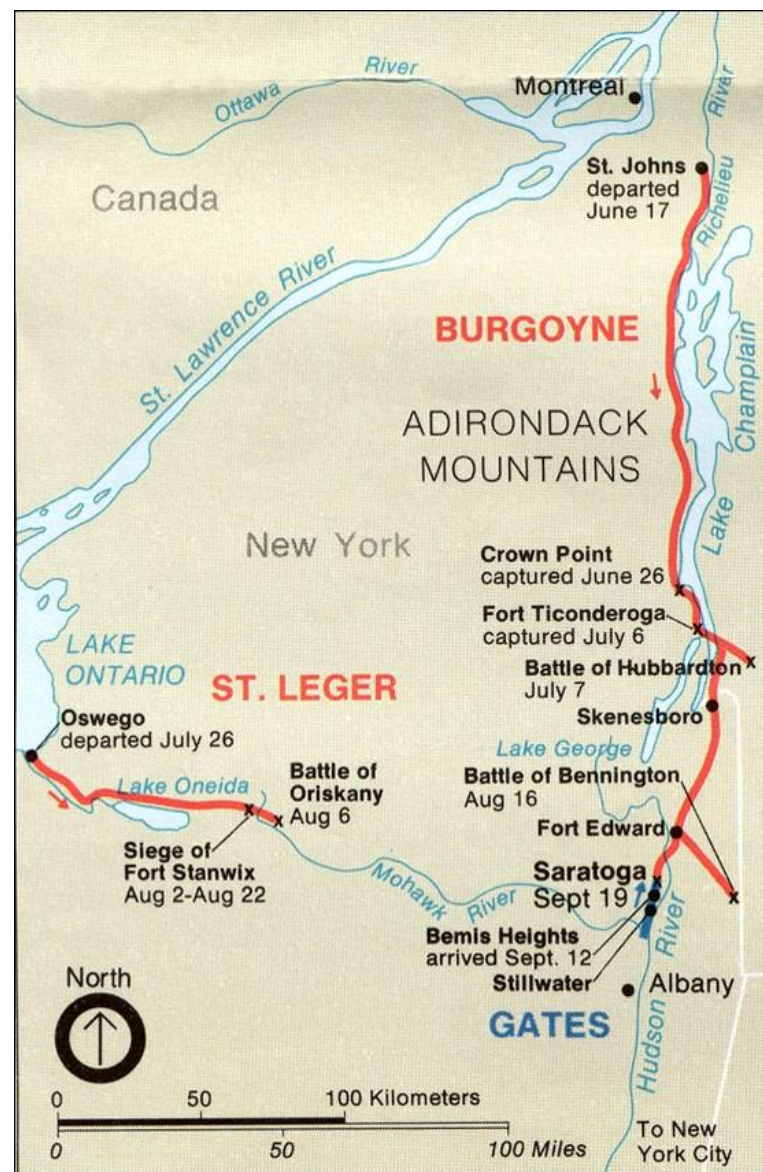 Ottawa River
Montreal
River
St. Johns
departed
June 17
Richelieu
Canada
St. Lawrence River
BURGOYNE
Champlain
ADIRONDACK
MOUNTAINS
Lake
New York
Crown Point
captured June 26
Fort Ticonderoga
captured July 6
LAKE
ONTARIO
ST. LEGER
Battle of Hubbardton
July 7
Oswego
departed July 26
Skenesboro
Lake George
Lake Oneida
Battle of
Oriskany
Aug 6
Battle of Bennington
Aug 16
Fort Edward
Siege of
Fort Stanwix
Aug 2-Aug 22
Mohawk
River
Saratoga
Sept 19
Bemis Heights
arrived Sept. 12
Stillwater
River
Hudson
North
Albany
GATES
0 50 100 Kilometers
0 50 100 Miles
To New
York City